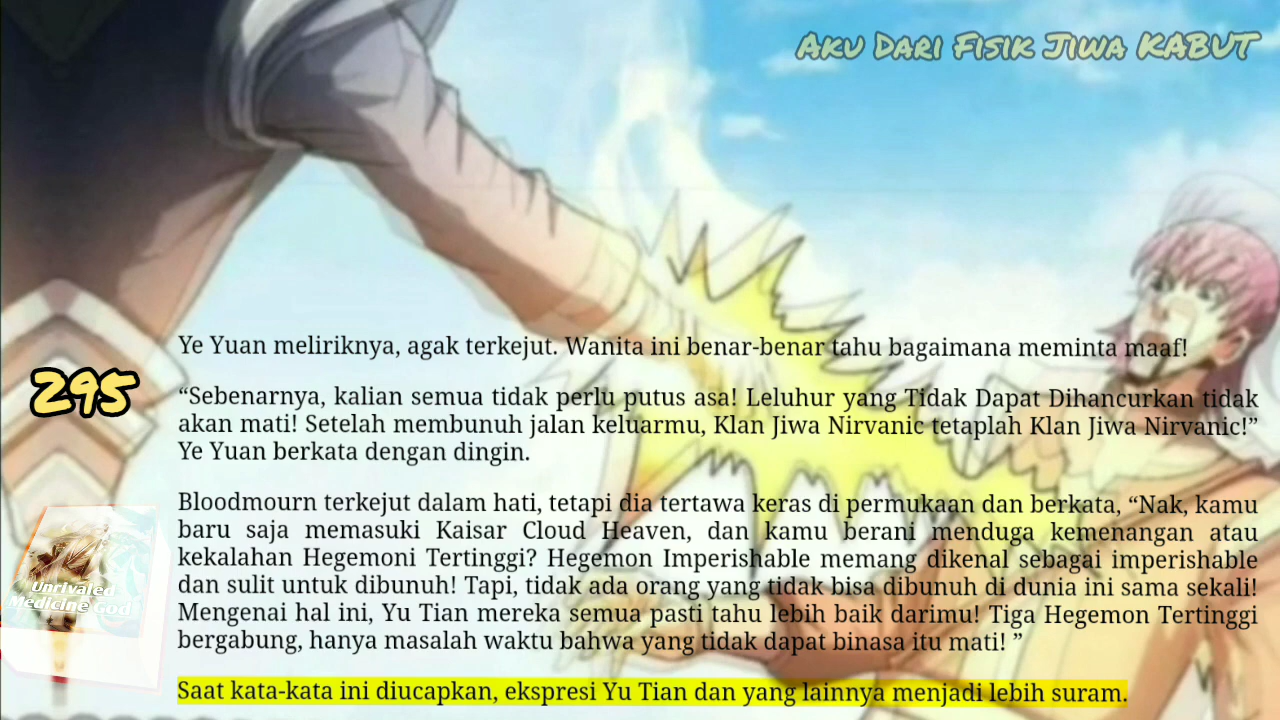 Aku Dari Fisik Jiwa KABUT
Ye Yuan meliriknya, agak terkejut. Wanita ini benar-benar tahu bagaimana meminta maaf!
295
“Sebenarnya, kalian semua tidak perlu putus asa! Leluhur yang Tidak Dapat Dihancurkan tidak
akan mati! Setelah membunuh jalan keluarmu, Klan Jiwa Nirvanic tetaplah Klan Jiwa Nirvanic!”
Ye Yuan berkata dengan dingin.
Bloodmourn terkejut dalam hati, tetapi dia tertawa keras di permukaan dan berkata, “Nak, kamu
baru saja memasuki Kaisar Cloud Heaven, dan kamu berani menduga kemenangan atau
kekalahan Hegemoni Tertinggi? Hegemon Imperishable memang dikenal sebagai imperishable
dan sulit untuk dibunuh! Tapi, tidak ada orang yang tidak bisa dibunuh di dunia ini sama sekali!
Mengenai hal ini, Yu Tian mereka semua pasti tahu lebih baik darimu! Tiga Hegemon Tertinggi
bergabung, hanya masalah waktu bahwa yang tidak dapat binasa itu mati! ”
Unrivaled
Medicine God
Saat kata-kata ini diucapkan, ekspresi Yu Tian dan yang lainnya menjadi lebih suram.